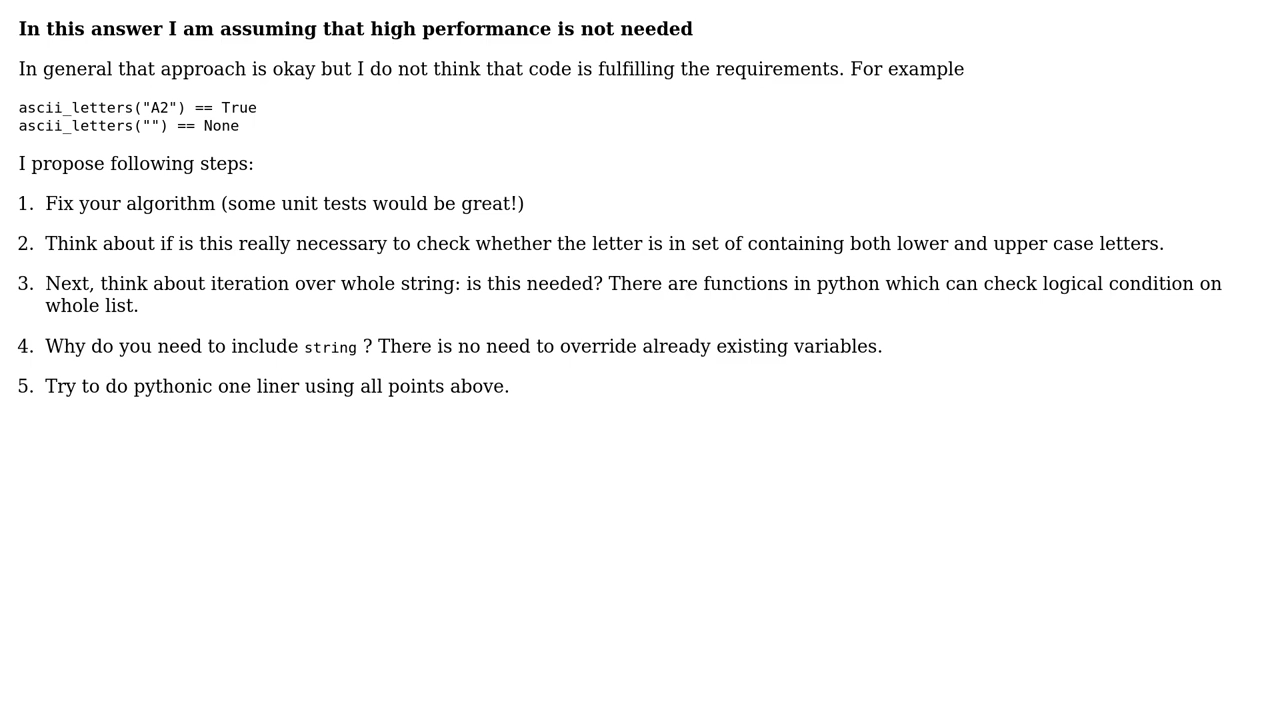 In this answer I am assuming that high performance is not needed
In general that approach is okay but I do not think that code is fulfilling the requirements. For example
ascii_letters("A2") == True
ascii_letters("") == None
I propose following steps:
1. Fix your algorithm (some unit tests would be great!)
2. Think about if is this really necessary to check whether the letter is in set of containing both lower and upper case letters.
3. Next, think about iteration over whole string: is this needed? There are functions in python which can check logical condition on
whole list.
4. Why do you need to include string ? There is no need to override already existing variables.
5. Try to do pythonic one liner using all points above.